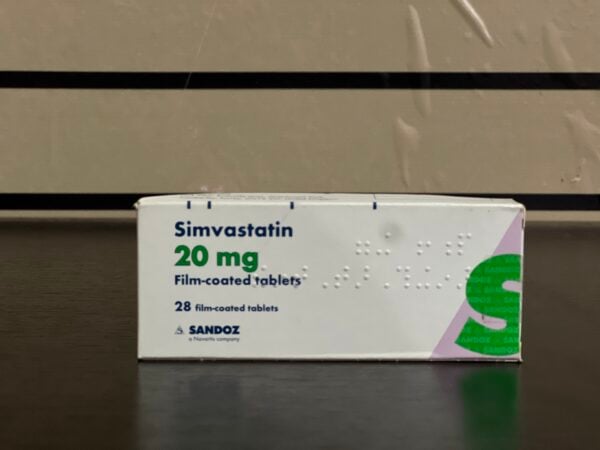 Simvastatin
20 mg
Film-coated tablets
28 film-coated tablets
SANDOZ
a Novartis company
S